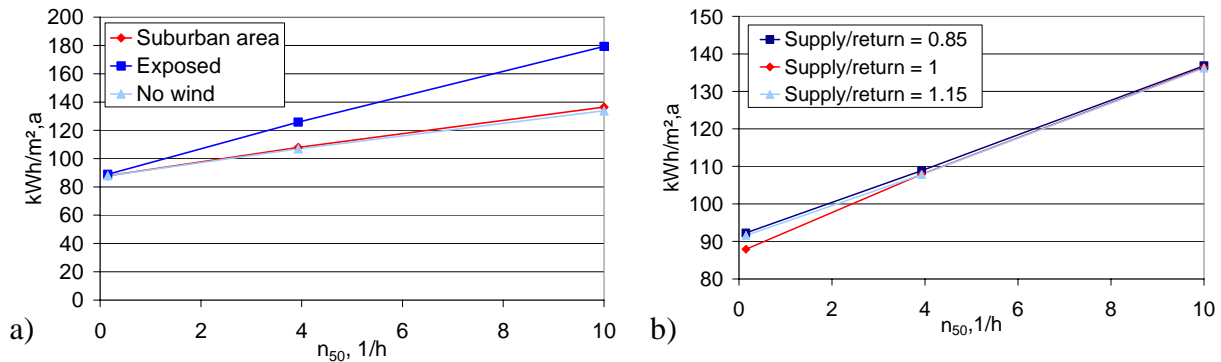 a)
kWh/m²,a
200
180
160
140
120
100
80
60
40
20
0
Suburban area
Exposed
No wind
0 2 4 6 8 10
n50, 1/h
b)
kWh/m²,a
150
140
130
120
110
100
90
80
Supply/return = 0.85
Supply/return = 1
Supply/return = 1.15
0 2 4 6 8 10
n50,1/h